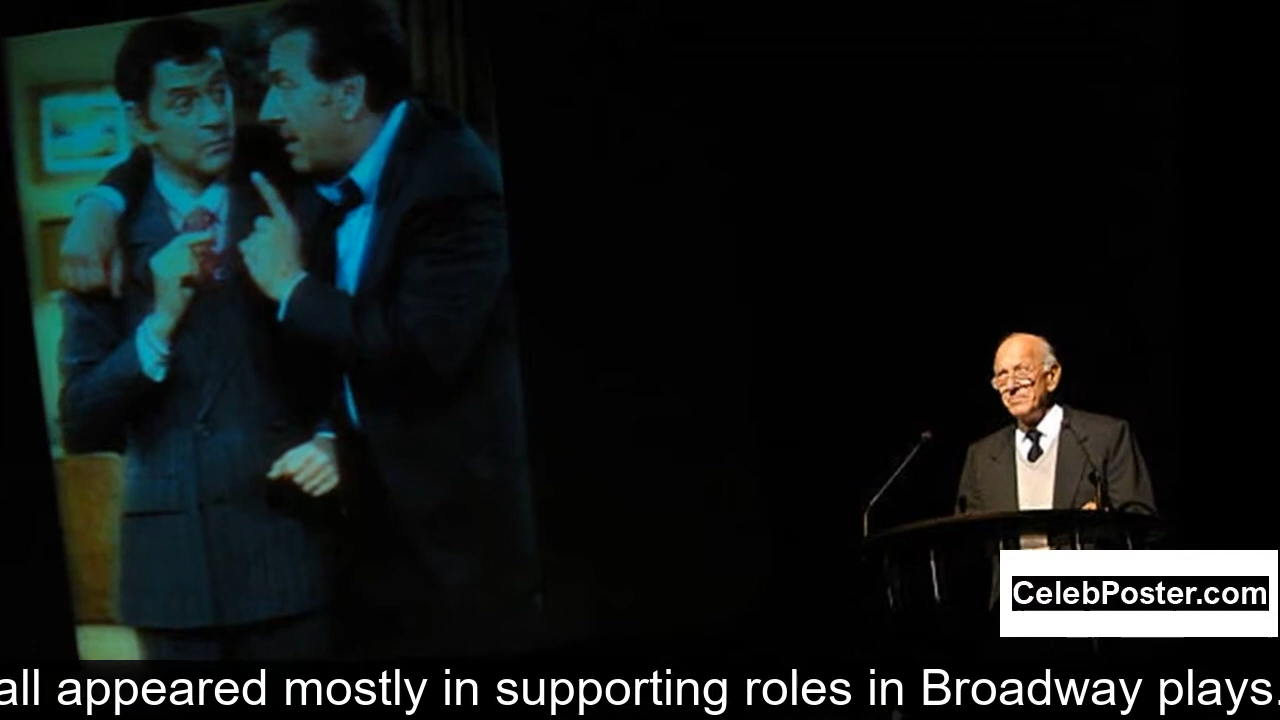 CelebPoster.com
all appeared mostly in supporting roles in Broadway plays